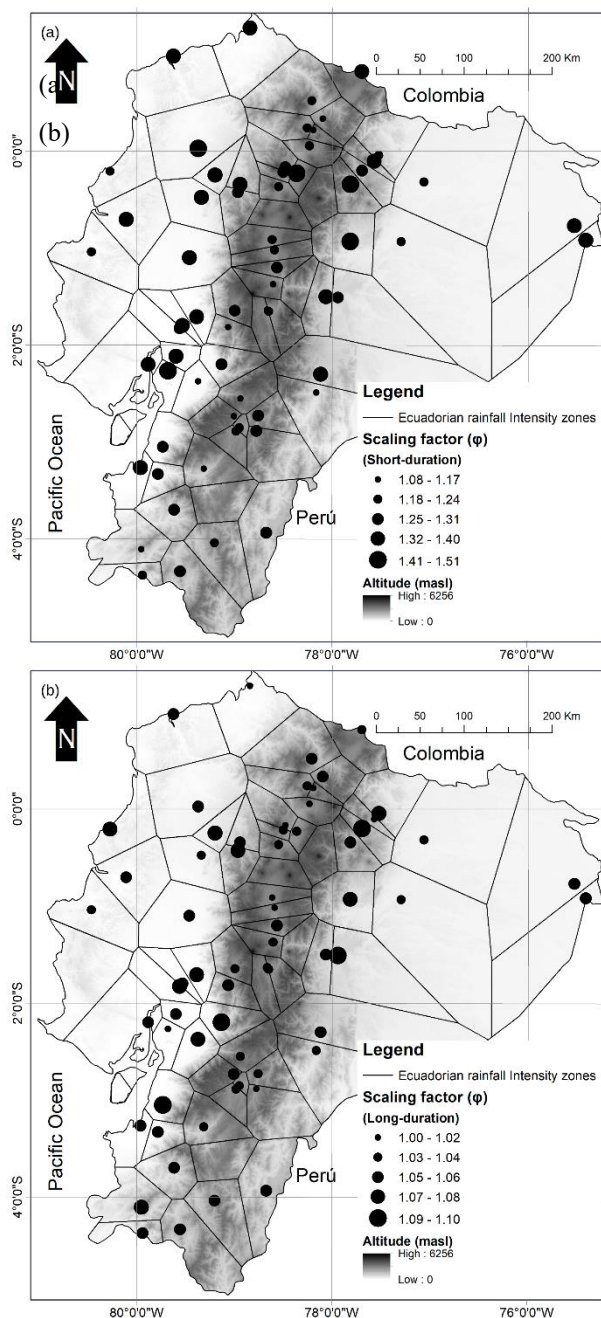 (a)
N
(a)
(b)
0 50 100 200 Km
Colombia
0°0'0"
2°0'0"S
4°0'0"S
Pacific Ocean
Perú
Legend
Ecuadorian rainfall Intensity zones
Scaling factor (φ)
(Short-duration)
1.08 - 1.17
1.18 - 1.24
1.25 - 1.31
1.32 - 1.40
1.41 - 1.51
Altitude (masl)
High : 6256
Low : 0
80°0'0"W 78°0'0"W 76°0'0"W
(b)
N
0 50 100 200 Km
Colombia
0°0'0"
2°0'0"S
4°0'0"S
Pacific Ocean
Perú
Legend
Ecuadorian rainfall Intensity zones
Scaling factor (φ)
(Long-duration)
1.00 - 1.02
1.03 - 1.04
1.05 - 1.06
1.07 - 1.08
1.09 - 1.10
Altitude (masl)
High : 6256
Low : 0
80°0'0"W 78°0'0"W 76°0'0"W